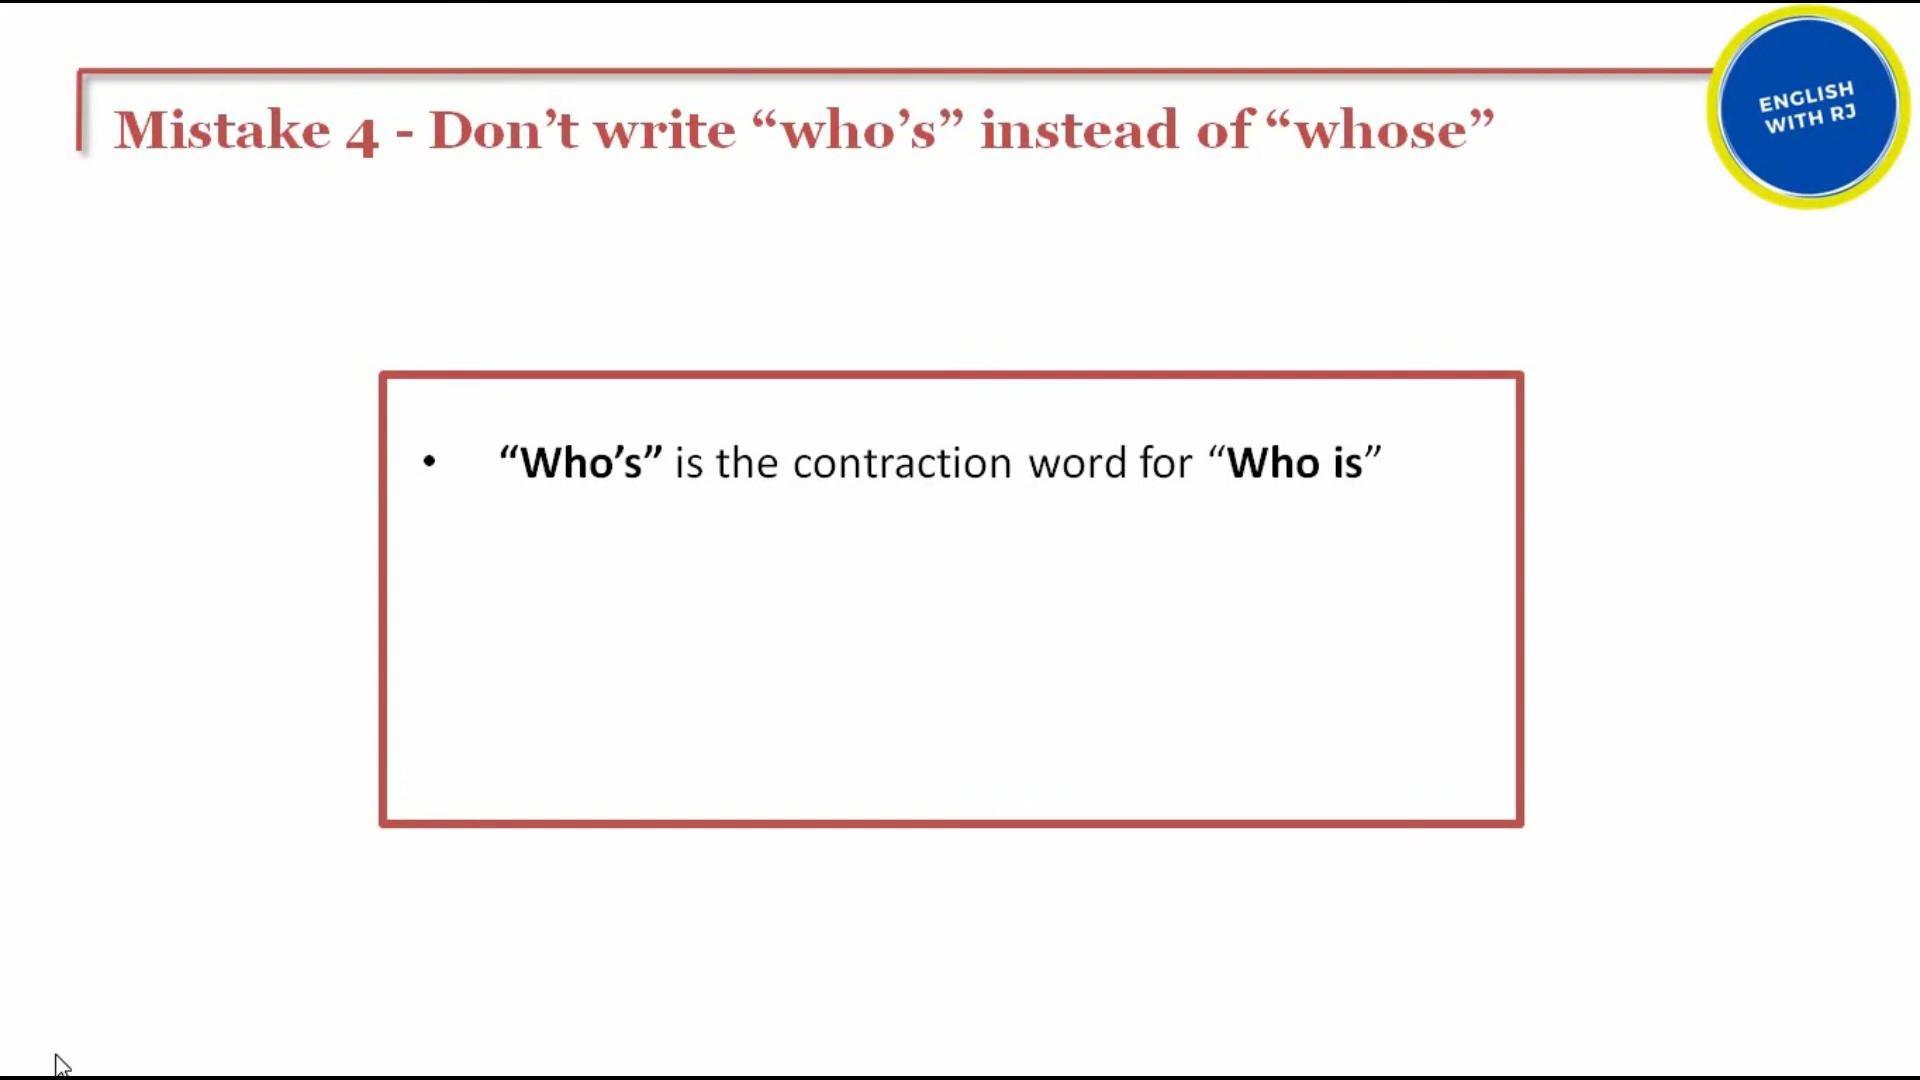 Mistake 4 - Don’t write “who’s” instead of “whose”
ENGLISH
WITH RJ
• “Who’s” is the contraction word for “Who is”